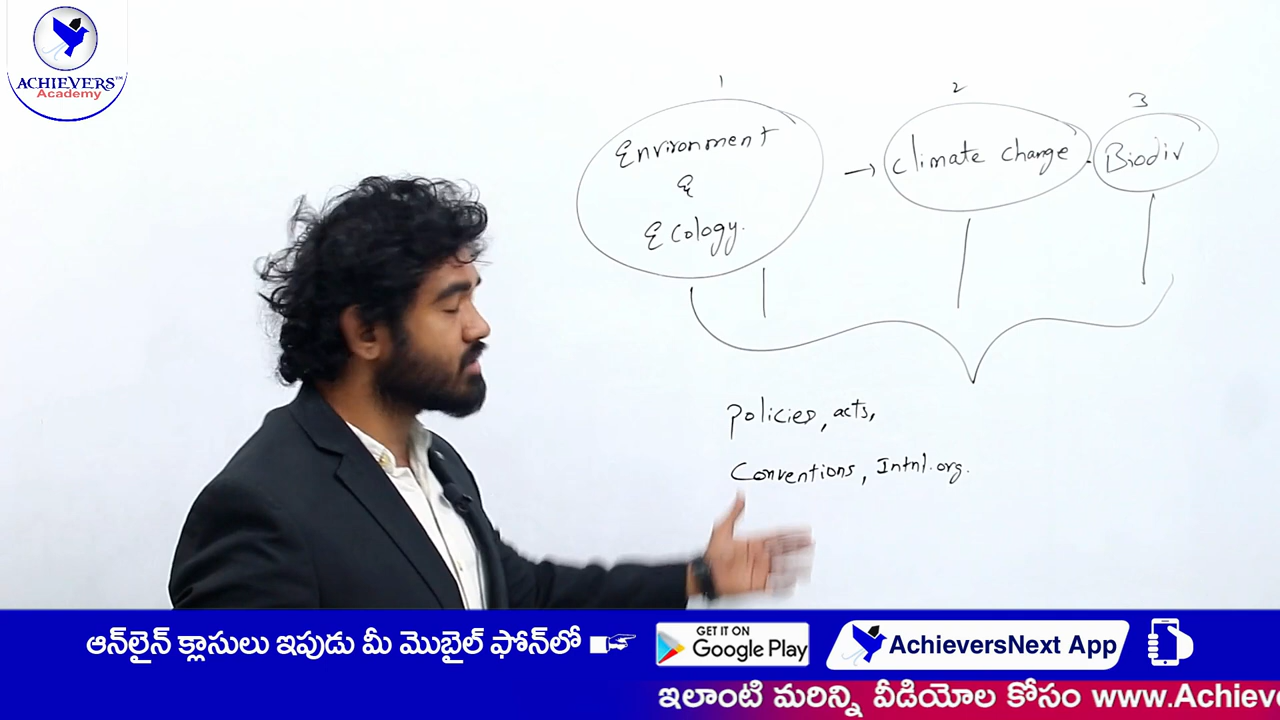 ACHIEVERS™
Academy
1
2
3
Environment
&
Ecology.
→ Climate change
Biodiv
Policies, acts,
Conventions, Intnl. org.
ఆన్‌లైన్ క్లాసులు ఇపుడు మీ మొబైల్ ఫోన్‌లో
GET IT ON
Google Play
AchieversNext App
ఇలాంటి మరిన్ని వీడియోల కోసం www.Achieve